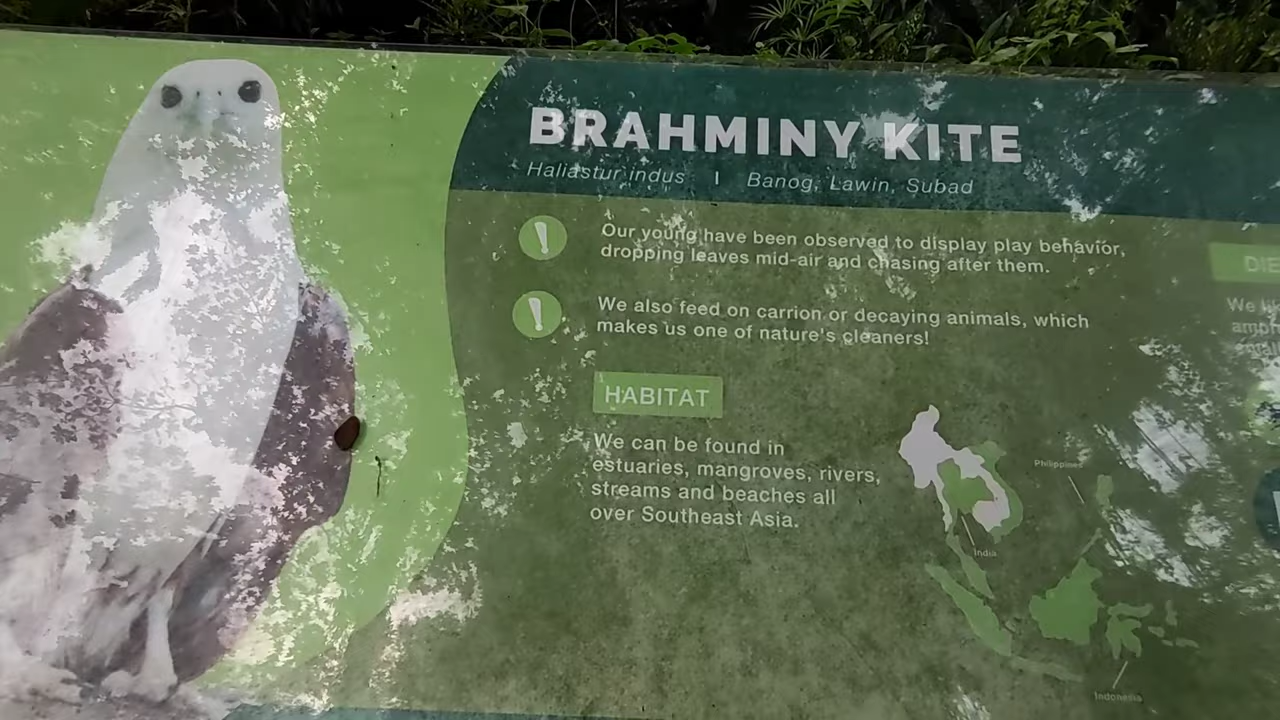 BRAHMINY KITE
Haliastur indus | Banog, Lawin, Subad
! Our young have been observed to display play behavior,
dropping leaves mid-air and chasing after them.
! We also feed on carrion or decaying animals, which
makes us one of nature's cleaners!
HABITAT
We can be found in
estuaries, mangroves, rivers,
streams and beaches all
over Southeast Asia.
Philippines
India
Indonesia
We